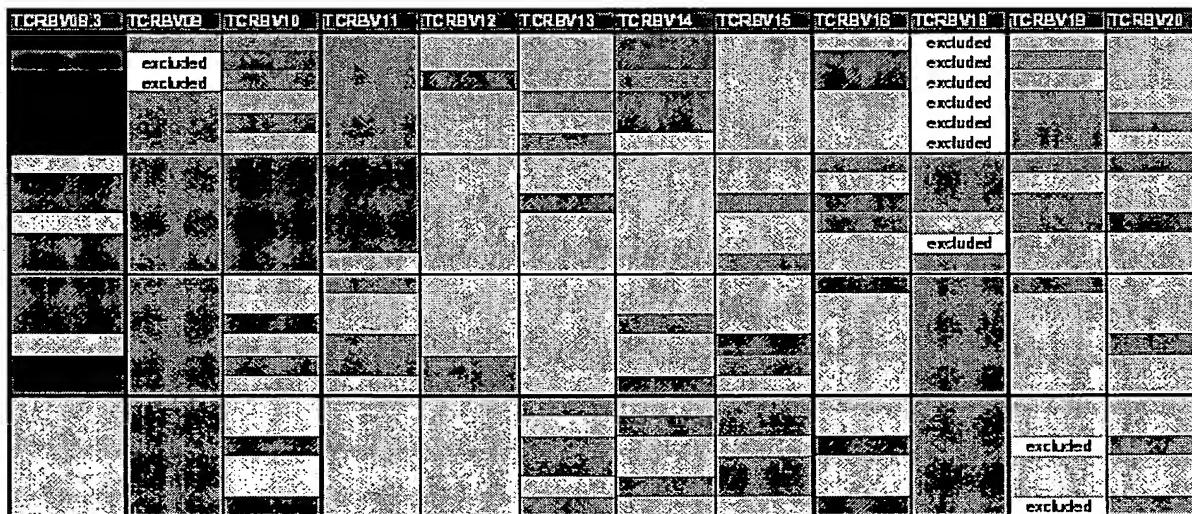 TCRBV08.3 TCRBV09 TCRBV10 TCRBV11 TCRBV12 TCRBV13 TCRBV14 TCRBV15 TCRBV16 TCRBV18 TCRBV19 TCRBV20
excluded
excluded excluded
excluded excluded
excluded
excluded
excluded
excluded
excluded
excluded